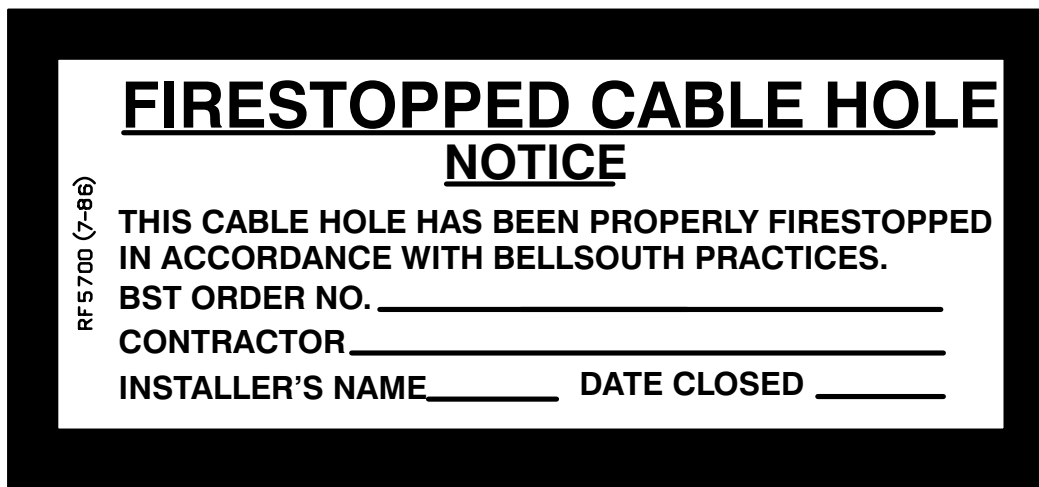 FIRESTOPPED CABLE HOLE
NOTICE
THIS CABLE HOLE HAS BEEN PROPERLY FIRESTOPPED
IN ACCORDANCE WITH BELLSOUTH PRACTICES.
BST ORDER NO.
CONTRACTOR
INSTALLER’S NAME DATE CLOSED
RF5700 (7-86)